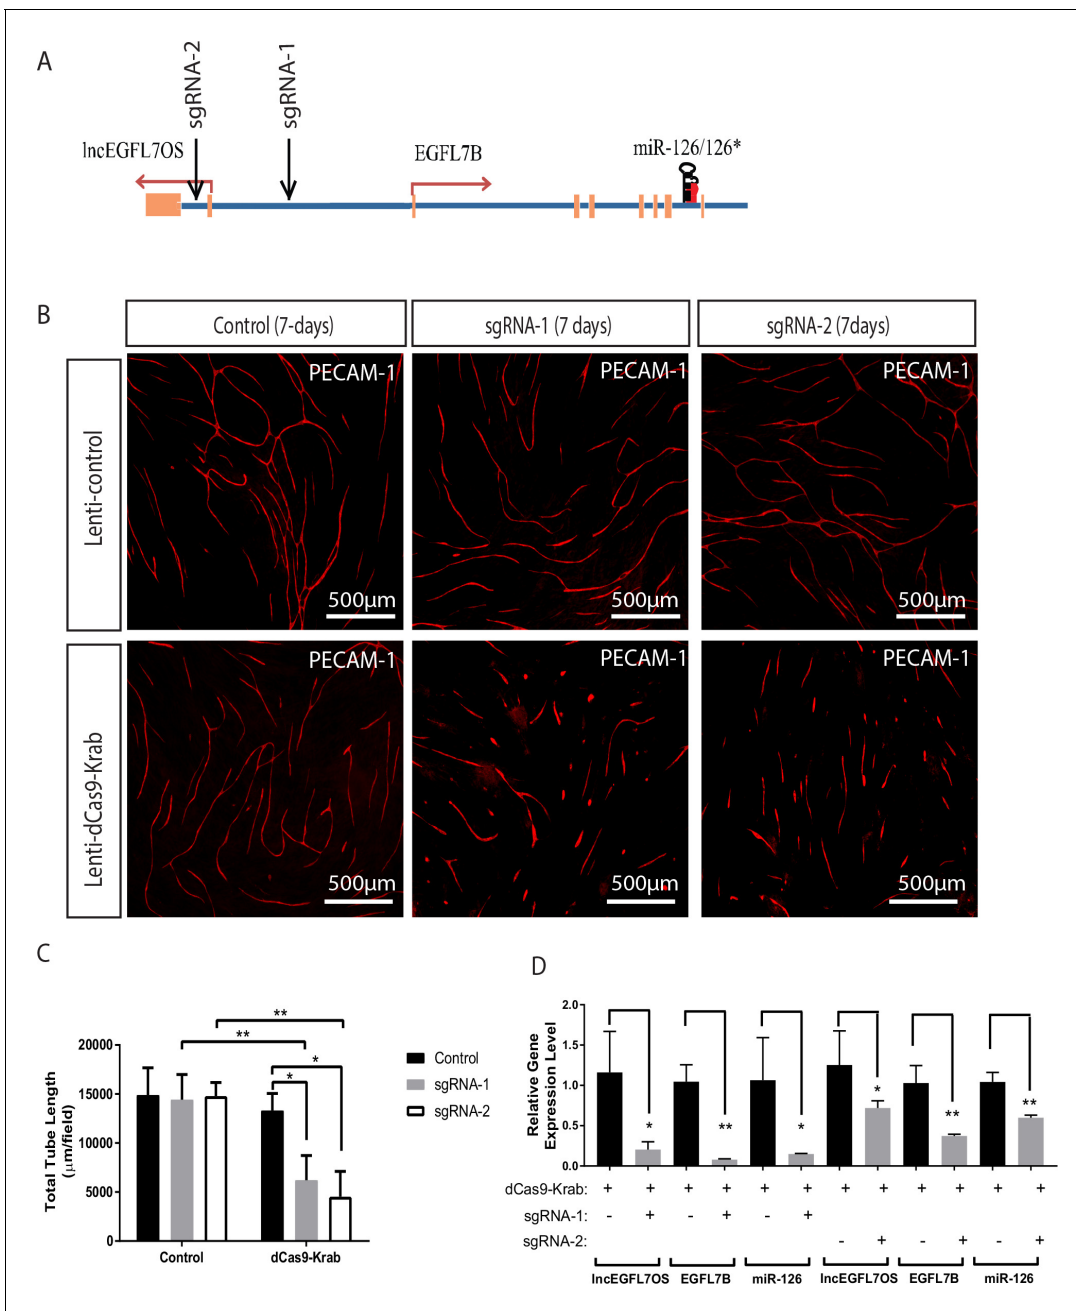 A
sgRNA-2
sgRNA-1
lncEGFL7OS
EGFL7B
miR-126/126*
B
Control (7-days)
sgRNA-1 (7 days)
sgRNA-2 (7days)
Lenti-control
PECAM-1
500μm
PECAM-1
500μm
PECAM-1
500μm
Lenti-dCas9-Krab
PECAM-1
500μm
PECAM-1
500μm
PECAM-1
500μm
C
Total Tube Length
(μm/field)
20000
15000
10000
5000
0
**
**
*
*
Control
dCas9-Krab
Control
sgRNA-1
sgRNA-2
D
Relative Gene
Expression Level
2.0
1.5
1.0
0.5
0.0
* ** * * ** **
dCas9-Krab: + + + + + + + + + + + +
sgRNA-1: - + - + - +
sgRNA-2: - + - + - +
lncEGFL7OS EGFL7B miR-126 lncEGFL7OS EGFL7B miR-126